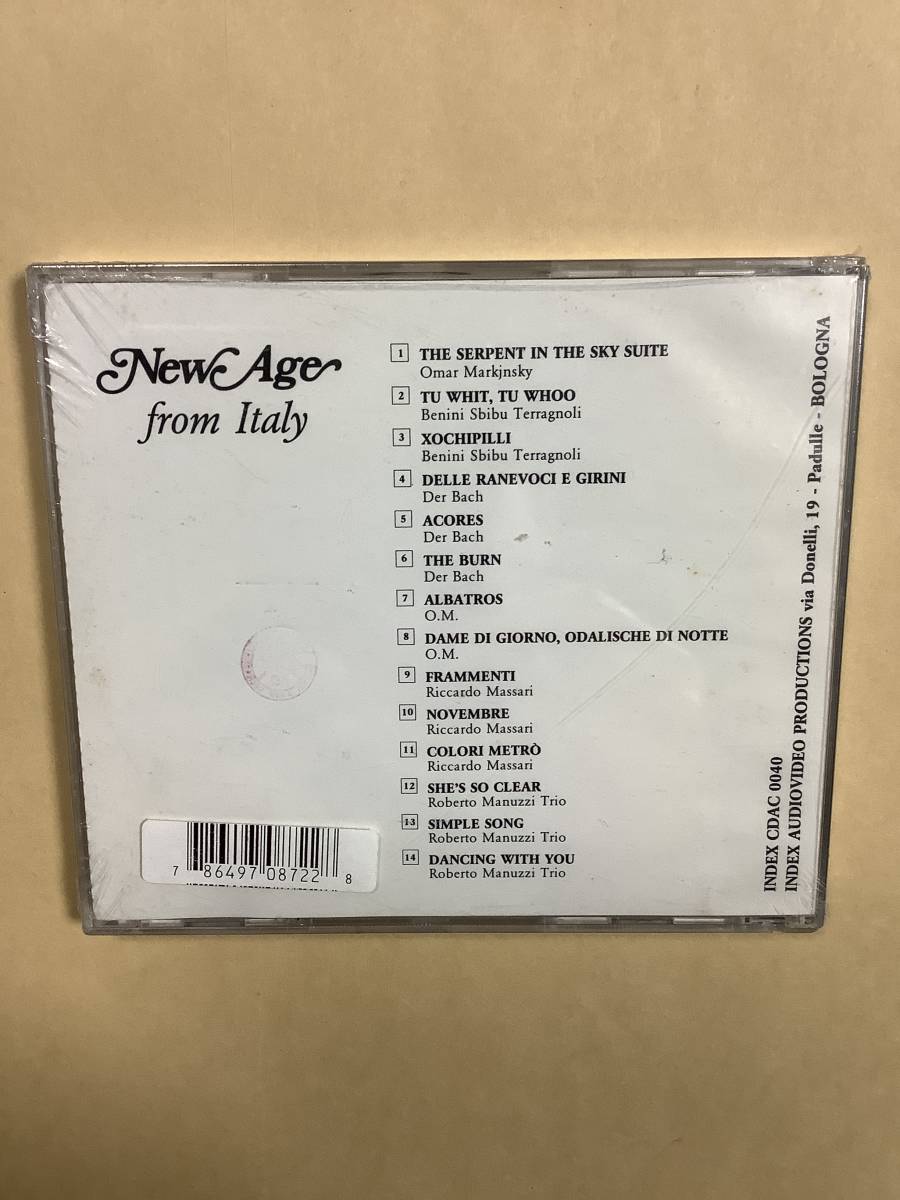 New Age
from Italy
1 THE SERPENT IN THE SKY SUITE
Omar Markjnsky
2 TU WHIT, TU WHOO
Benini Sbibu Terragnoli
3 XOCHIPILLI
Benini Sbibu Terragnoli
4 DELLE RANEVOCI E GIRINI
Der Bach
5 ACORES
Der Bach
6 THE BURN
Der Bach
7 ALBATROS
O.M.
8 DAME DI GIORNO, ODALISCHE DI NOTTE
O.M.
9 FRAMMENTI
Riccardo Massari
10 NOVEMBRE
Riccardo Massari
11 COLORI METRÒ
Riccardo Massari
12 SHE'S SO CLEAR
Roberto Manuzzi Trio
13 SIMPLE SONG
Roberto Manuzzi Trio
14 DANCING WITH YOU
Roberto Manuzzi Trio
7 86497 08722 8
INDEX CDAC 0040
INDEX AUDIOVIDEO PRODUCTIONS via Donelli, 19 - Padulle - BOLOGNA